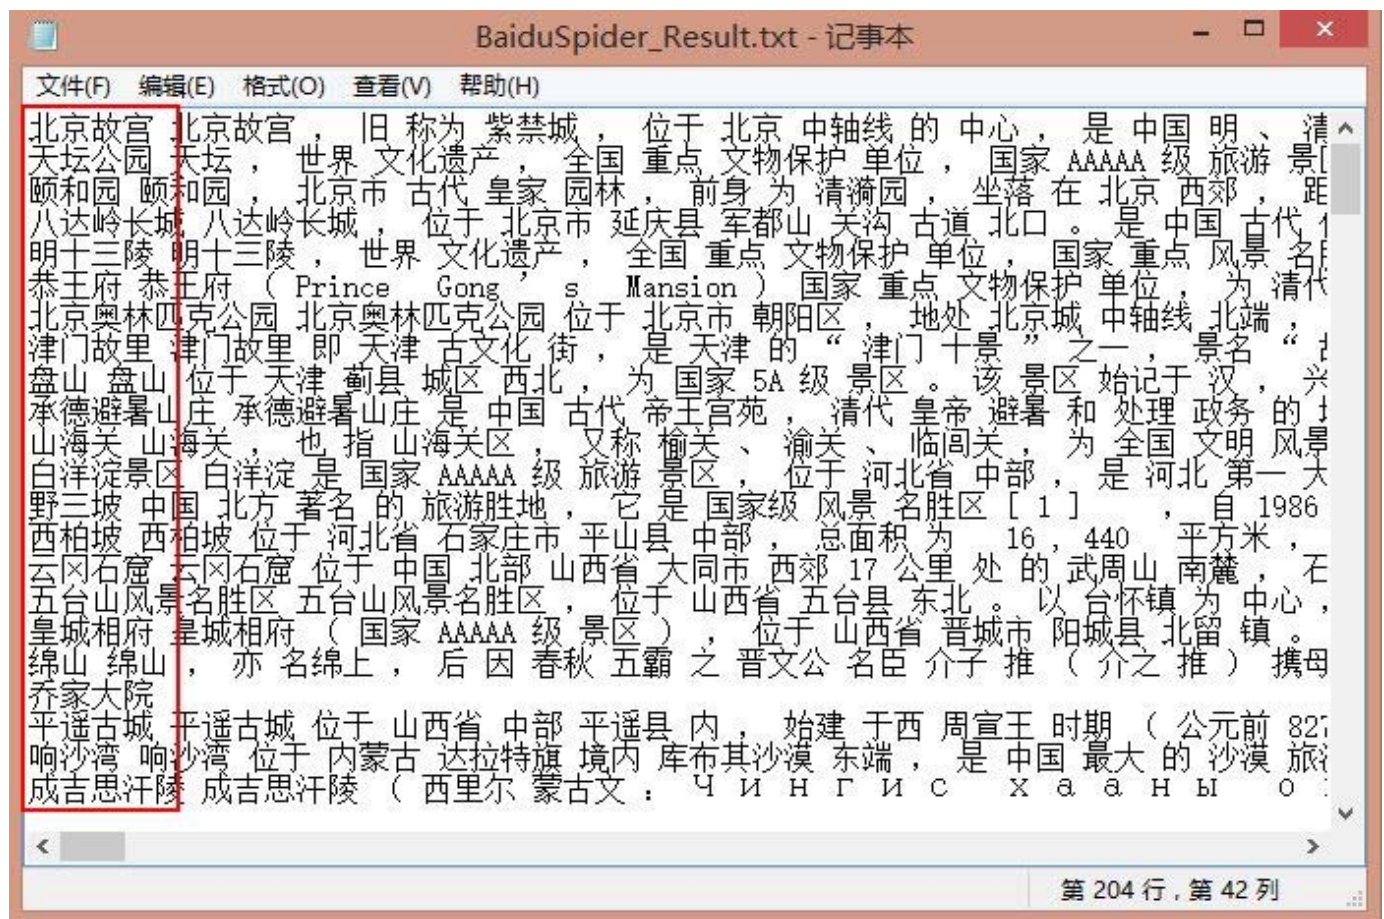 BaiduSpider_Result.txt - 记事本
文件(F) 编辑(E) 格式(O) 查看(V) 帮助(H)
北京故宫 北京故宫 , 旧 称为 紫禁城 , 位于 北京 中轴线 的 中心 , 是 中国 明 、 清
天坛公园 天坛 , 世界 文化遗产 , 全国 重点 文物保护 单位 , 国家 AAAAA 级 旅游
颐和园 颐和园 , 北京市 古代 皇家 园林 , 前身 为 清漪园 , 坐落 在 北京 西郊 , 距
八达岭长城 八达岭长城 , 位于 北京市 延庆县 军都山 关沟 古道 北口 。 是 中国 古代
明十三陵 明十三陵 , 世界 文化遗产 , 全国 重点 文物保护 单位 , 国家 重点 风景 名胜
恭王府 恭王府 ( Prince Gong ’ s Mansion ) 国家 重点 文物保护 单位 , 为 清代
北京奥林匹克公园 北京奥林匹克公园 位于 北京市 朝阳区 , 地处 北京城 中轴线 北端 ,
津门故里 津门故里 即 天津 古文化 街 , 是 天津 的 “ 津门 十景 ” 之一 , 景名 “
盘山 盘山 位于 天津 蓟县 城区 西北 , 为 国家 5A 级 景区 。 该 景区 始记于 汉 , 兴
承德避暑山庄 承德避暑山庄 是 中国 古代 帝王宫苑 , 清代 皇帝 避暑 和 处理 政务 的
山海关 山海关 , 也 指 山海关区 , 又称 榆关 、 渝关 、 临闾关 , 为 全国 文明 风景
白洋淀景区 白洋淀 是 国家 AAAAA 级 旅游 景区 , 位于 河北省 中部 , 是 河北 第一 大
野三坡 中国 北方 著名 的 旅游胜地 , 它 是 国家级 风景 名胜区 [ 1 ] , 自 1986
西柏坡 西柏坡 位于 河北省 石家庄市 平山县 中部 , 总面积 为 16 , 440 平方米 ,
云冈石窟 云冈石窟 位于 中国 北部 山西省 大同市 西郊 17 公里 处 的 武周山 南麓 , 石
五台山风景名胜区 五台山风景名胜区 , 位于 山西省 五台县 东北 。 以 台怀镇 为 中心 ,
皇城相府 皇城相府 ( 国家 AAAAA 级 景区 ) , 位于 山西省 晋城市 阳城县 北留 镇 。
绵山 绵山 , 亦 名绵上 , 后 因 春秋 五霸 之 晋文公 名臣 介子 推 ( 介之 推 ) 携母
乔家大院
平遥古城 平遥古城 位于 山西省 中部 平遥县 内 , 始建 于西 周宣王 时期 ( 公元前 827
响沙湾 响沙湾 位于 内蒙古 达拉特旗 境内 库布其沙漠 东端 , 是 中国 最大 的 沙漠
成吉思汗陵 成吉思汗陵 ( 西里尔 蒙古文 : Ч и н г и с х а а н ы о
第 204 行 , 第 42 列